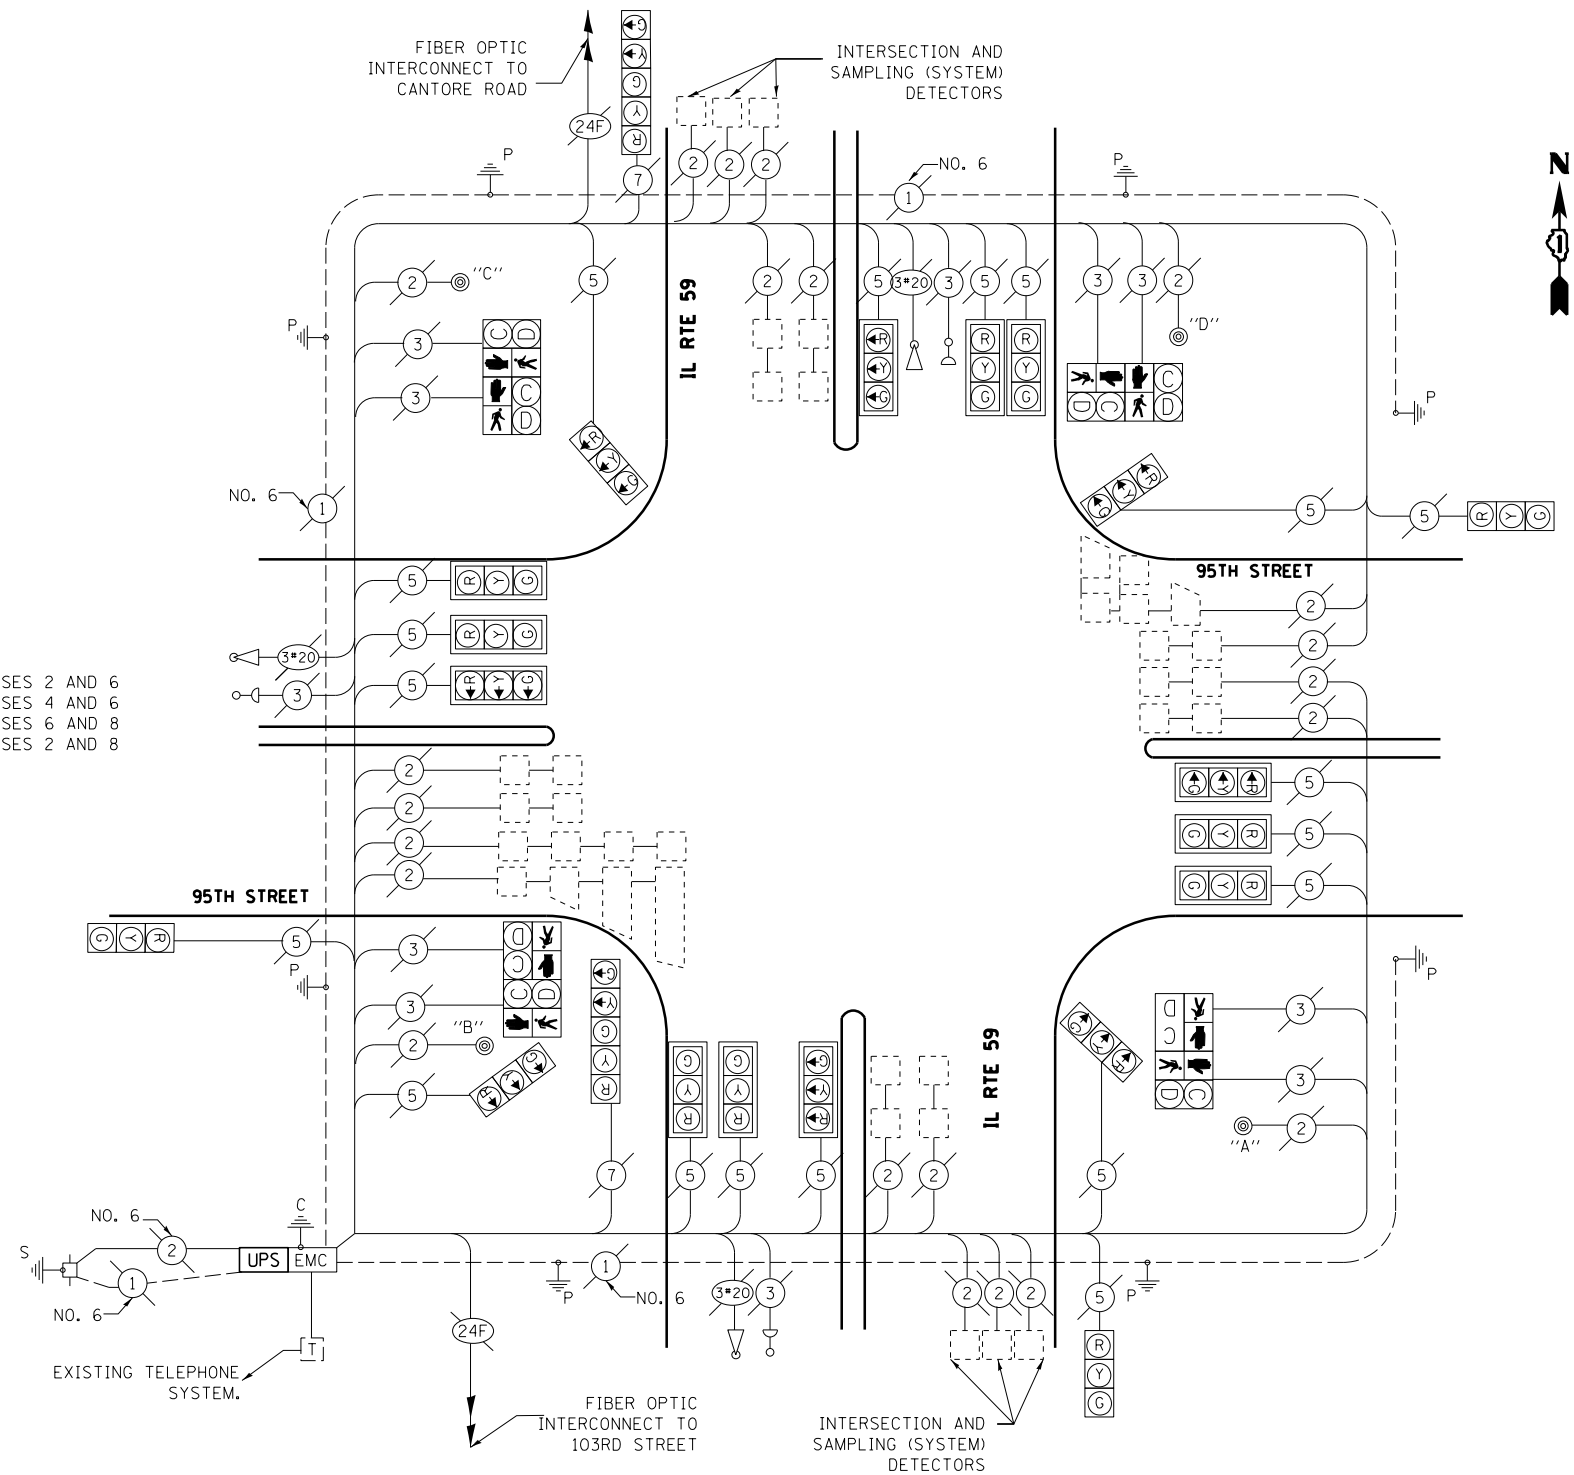 FIBER OPTIC
INTERCONNECT TO
CANTORE ROAD
G
Y
G
Y
R
INTERSECTION AND
SAMPLING (SYSTEM)
DETECTORS
24F
2 2 2
7
P
NO. 6
1
P
N
1
2 "C"
5
IL RTE 59
2 2 5 3#20 3 5 5
3 3 2
"D"
P
3
C D
3
C
D
R
Y
G
R
Y
G
R
Y
G
C
D C D
P
R
Y
G
R
Y
G
NO. 6
1
5
5
R Y G
5
R Y G
95TH STREET
2
5
R Y G
2
3#20
3
5
R Y G
2
2
SES 2 AND 6
SES 4 AND 6
SES 6 AND 8
SES 2 AND 8
2
2
2
2
G Y R
5
G Y R
5
G Y R
5
95TH STREET
G Y R
5
P
3
D
C
3
C D
2
"B"
5
R
Y
G
G
Y
G
Y
R
P
D
C
3
3
D C
"A"
2
G
Y
R
IL RTE 59
G
Y
R
G
Y
R
G
Y
R
7
5 5 5 2 2
5
NO. 6
2
S
1
NO. 6
C
UPS EMC
P
1
NO. 6
3#20
3
2 2 2
5
P
R
Y
G
T
EXISTING TELEPHONE
SYSTEM.
24F
FIBER OPTIC
INTERCONNECT TO
103RD STREET
INTERSECTION AND
SAMPLING (SYSTEM)
DETECTORS